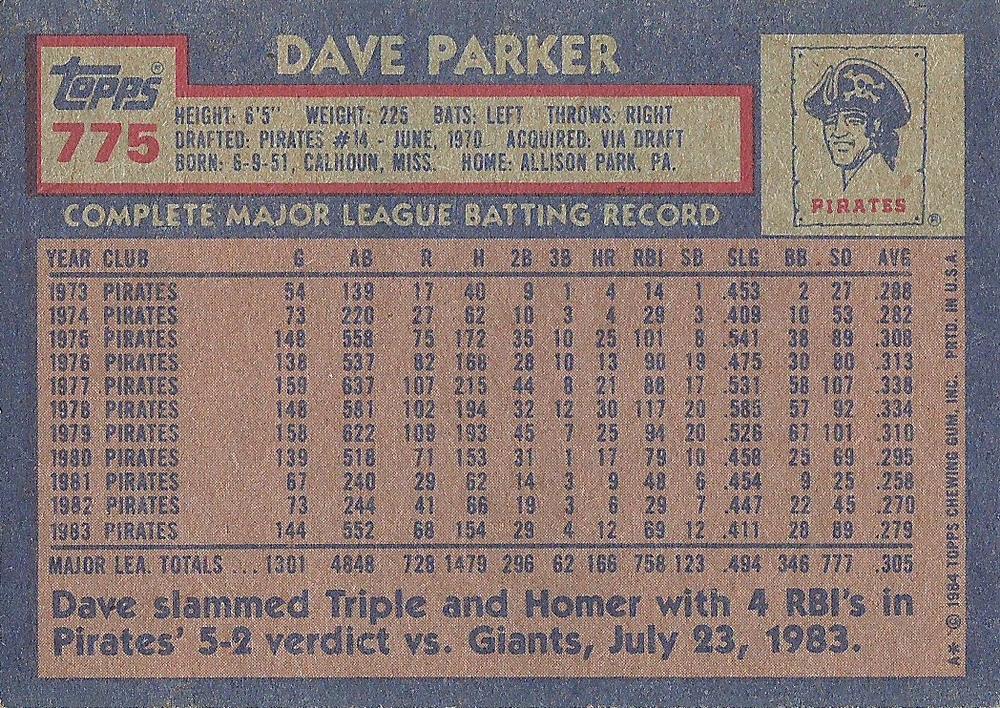 DAVE PARKER
Topps®
775
HEIGHT: 6'5" WEIGHT: 225 BATS: LEFT THROWS: RIGHT
DRAFTED: PIRATES #14 - JUNE, 1970 ACQUIRED: VIA DRAFT
BORN: 6-9-51, CALHOUN, MISS. HOME: ALLISON PARK, PA.
PIRATES
®
COMPLETE MAJOR LEAGUE BATTING RECORD
YEAR CLUB G AB R H 2B 3B HR RBI SB SLG BB SO AVG
1973 PIRATES 54 139 17 40 9 1 4 14 1 .453 2 27 .288
1974 PIRATES 73 220 27 62 10 3 4 29 3 .409 10 53 .282
1975 PIRATES 148 558 75 172 35 10 25 101 8 .541 38 89 .308
1976 PIRATES 138 537 82 168 28 10 13 90 19 .475 30 80 .313
1977 PIRATES 159 637 107 215 44 8 21 88 17 .531 58 107 .338
1978 PIRATES 148 581 102 194 32 12 30 117 20 .585 57 92 .334
1979 PIRATES 158 622 109 193 45 7 25 94 20 .526 67 101 .310
1980 PIRATES 139 518 71 153 31 1 17 79 10 .458 25 69 .295
1981 PIRATES 67 240 29 62 14 3 9 48 6 .454 9 25 .258
1982 PIRATES 73 244 41 66 19 3 6 29 7 .447 22 45 .270
1983 PIRATES 144 552 68 154 29 4 12 69 12 .411 28 89 .279
MAJOR LEA. TOTALS ... 1301 4848 728 1479 296 62 166 758 123 .494 346 777 .305
Dave slammed Triple and Homer with 4 RBI's in
Pirates' 5-2 verdict vs. Giants, July 23, 1983.
A* © 1984 TOPPS CHEWING GUM, INC. PRTD. IN U.S.A.